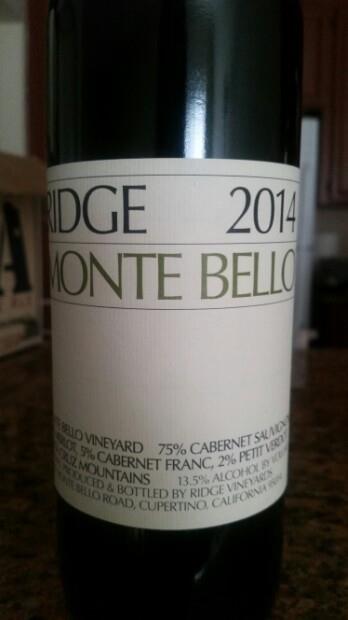 RIDGE 2014
MONTE BELLO
BELLO VINEYARD 75% CABERNET SAUVIGNON
MERLOT, 5% CABERNET FRANC, 2% PETIT VERDOT
CRUZ MOUNTAINS 13.5% ALCOHOL BY
PRODUCED & BOTTLED BY RIDGE VINEYARDS
MONTE BELLO ROAD, CUPERTINO, CALIFORNIA
A